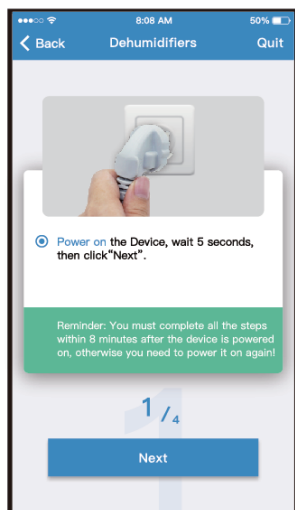 8:08 AM
50%
Back
Dehumidifiers
Quit
Power on the Device, wait 5 seconds,
then click“Next”.
Reminder: You must complete all the steps
within 8 minutes after the device is powered
on, otherwise you need to power it on again!
1/4
Next